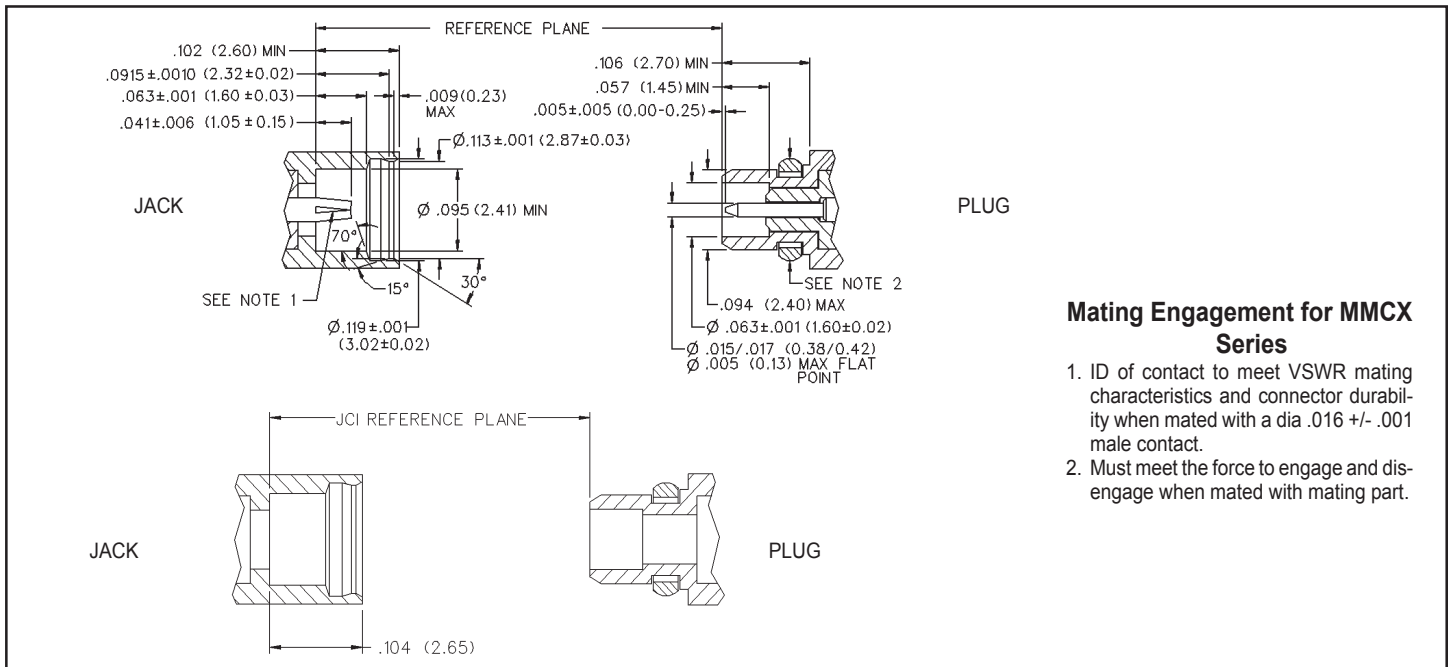 REFERENCE PLANE
.102 (2.60) MIN
.0915±.0010 (2.32±0.02)
.063±.001 (1.60±0.03)
.041±.006 (1.05±0.15)
.009(0.23)
MAX
Ø.113±.001 (2.87±0.03)
Ø .095 (2.41) MIN
70°
15°
30°
SEE NOTE 1
Ø.119±.001
(3.02±0.02)
JACK
.106 (2.70) MIN
.057 (1.45) MIN
.005±.005 (0.00-0.25)
PLUG
SEE NOTE 2
.094 (2.40) MAX
Ø .063±.001 (1.60±0.02)
Ø .015/.017 (0.38/0.42)
Ø .005 (0.13) MAX FLAT
POINT
Mating Engagement for MMCX
Series
1. ID of contact to meet VSWR mating
characteristics and connector durabil-
ity when mated with a dia .016 +/- .001
male contact.
2. Must meet the force to engage and dis-
engage when mated with mating part.
JCI REFERENCE PLANE
JACK
PLUG
.104 (2.65)